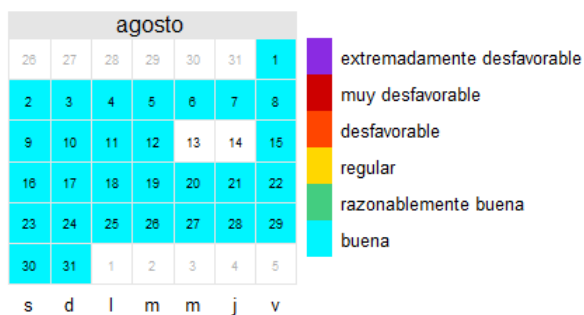 agosto
26 27 28 29 30 31 1
2 3 4 5 6 7 8
9 10 11 12 13 14 15
16 17 18 19 20 21 22
23 24 25 26 27 28 29
30 31 1 2 3 4 5
s d l m m j v
extremadamente desfavorable
muy desfavorable
desfavorable
regular
razonablemente buena
buena